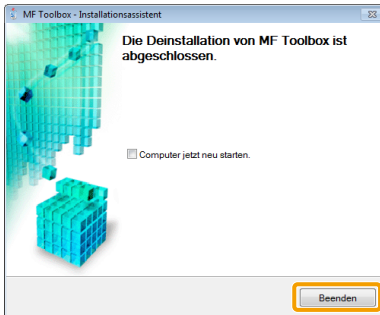 MF Toolbox - Installationsassistent
Die Deinstallation von MF Toolbox ist
abgeschlossen.
Computer jetzt neu starten.
Beenden